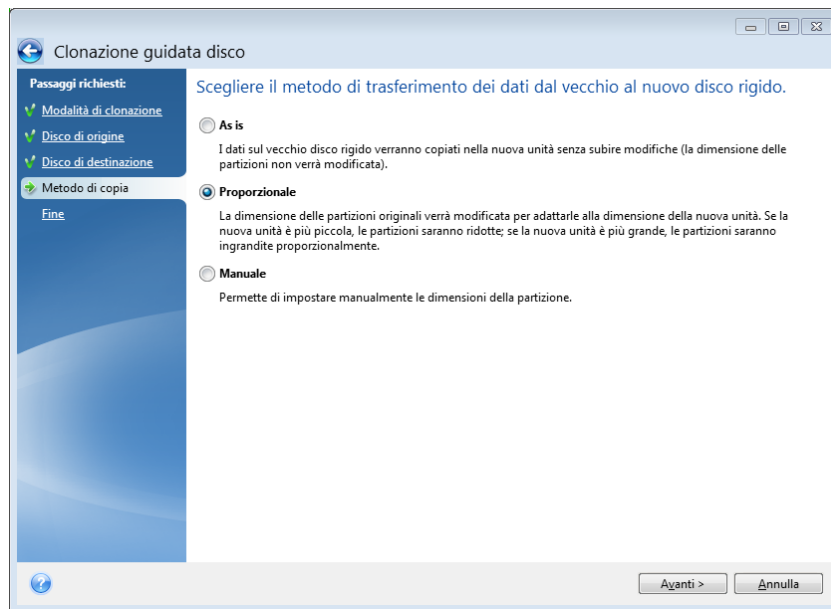 Clonazione guidata disco
Passaggi richiesti:
Modalità di clonazione
Disco di origine
Disco di destinazione
Metodo di copia
Fine
Scegliere il metodo di trasferimento dei dati dal vecchio al nuovo disco rigido.
As is
I dati sul vecchio disco rigido verranno copiati nella nuova unità senza subire modifiche (la dimensione delle
partizioni non verrà modificata).
Proporzionale
La dimensione delle partizioni originali verrà modificata per adattarle alla dimensione della nuova unità. Se la
nuova unità è più piccola, le partizioni saranno ridotte; se la nuova unità è più grande, le partizioni saranno
ingrandite proporzionalmente.
Manuale
Permette di impostare manualmente le dimensioni della partizione.
Avanti >
Annulla